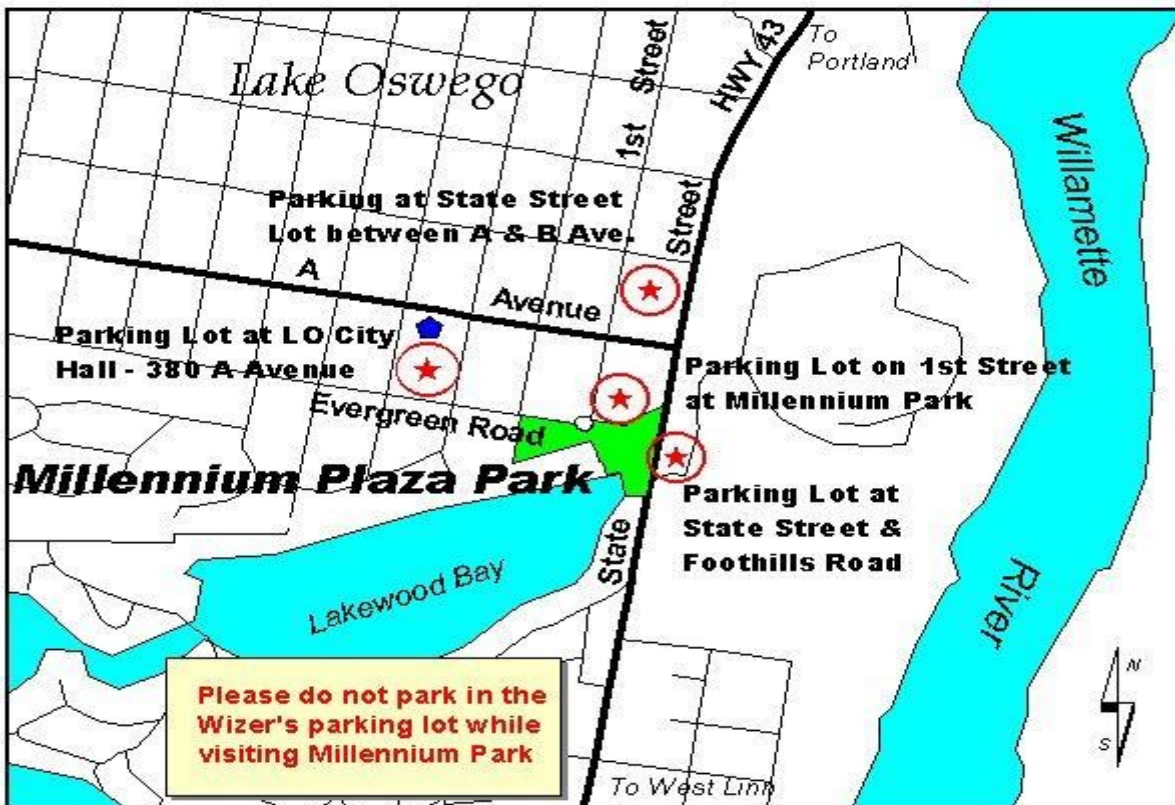 To
Portland
HWY 43
1st Street
Lake Oswego
Willamette
Parking at State Street
Lot between A & B Ave.
Street
A
Avenue
Parking Lot at LO City
Hall - 380 A Avenue
Parking Lot on 1st Street
at Millennium Park
Evergreen Road
Millennium Plaza Park
Parking Lot at
State Street &
Foothills Road
State
Lakewood Bay
River
Please do not park in the
Wizer's parking lot while
visiting Millennium Park
N
S
To West Linn